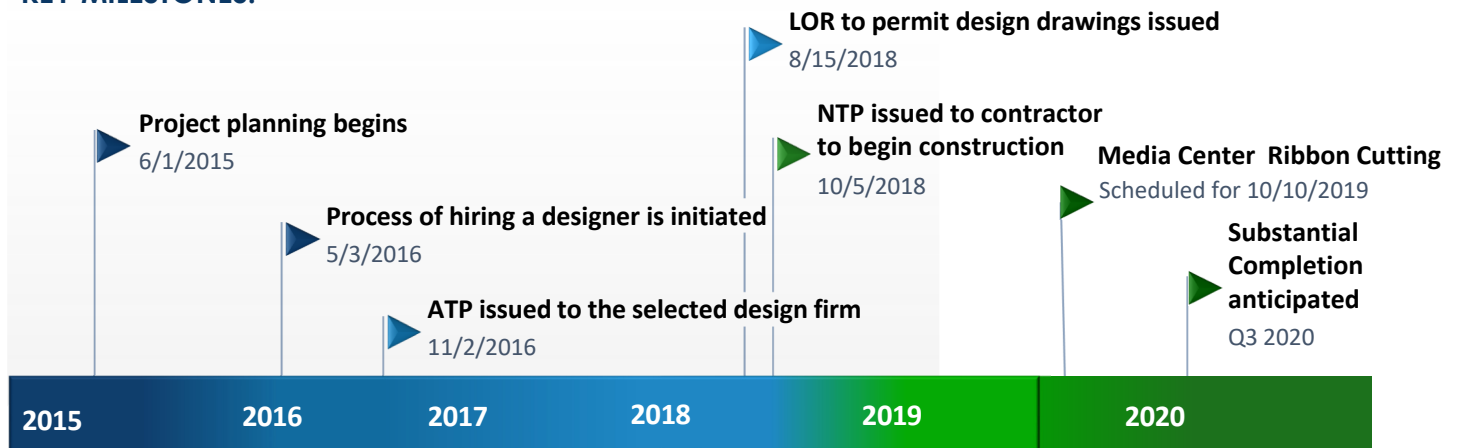 LOR to permit design drawings issued
8/15/2018
Project planning begins
6/1/2015
NTP issued to contractor
to begin construction
10/5/2018
Media Center Ribbon Cutting
Scheduled for 10/10/2019
Process of hiring a designer is initiated
5/3/2016
Substantial
Completion
anticipated
Q3 2020
ATP issued to the selected design firm
11/2/2016
2015
2016
2017
2018
2019
2020